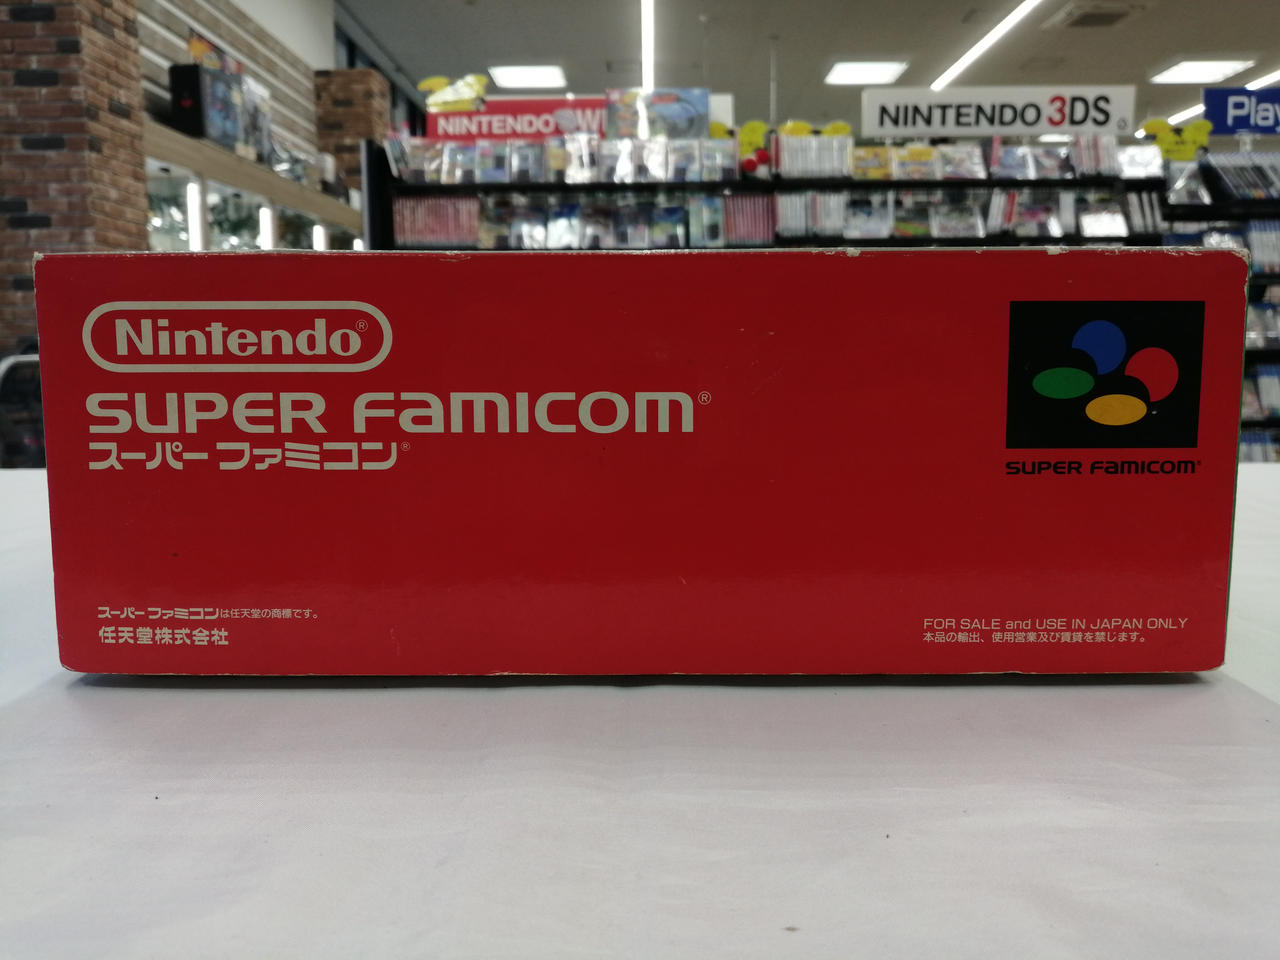 NINTENDO
NINTENDO 3DS
Play
Nintendo®
SUPER FAMICOM®
スーパーファミコン®
SUPER FAMICOM®
スーパーファミコンは任天堂の商標です。
任天堂株式会社
FOR SALE and USE IN JAPAN ONLY
本品の輸出、使用営業及び賃貸を禁じます。